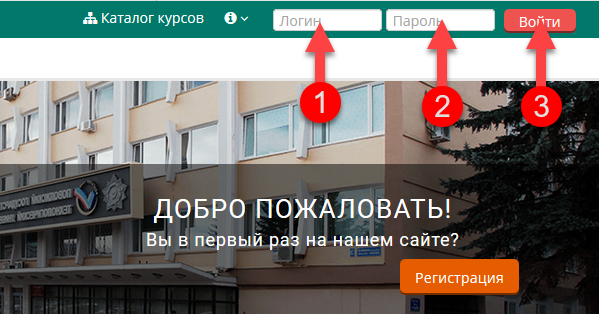 Каталог курсов
Логин
Пароль
Войти
1
2
3
ДОБРО ПОЖАЛОВАТЬ!
Вы в первый раз на нашем сайте?
Регистрация